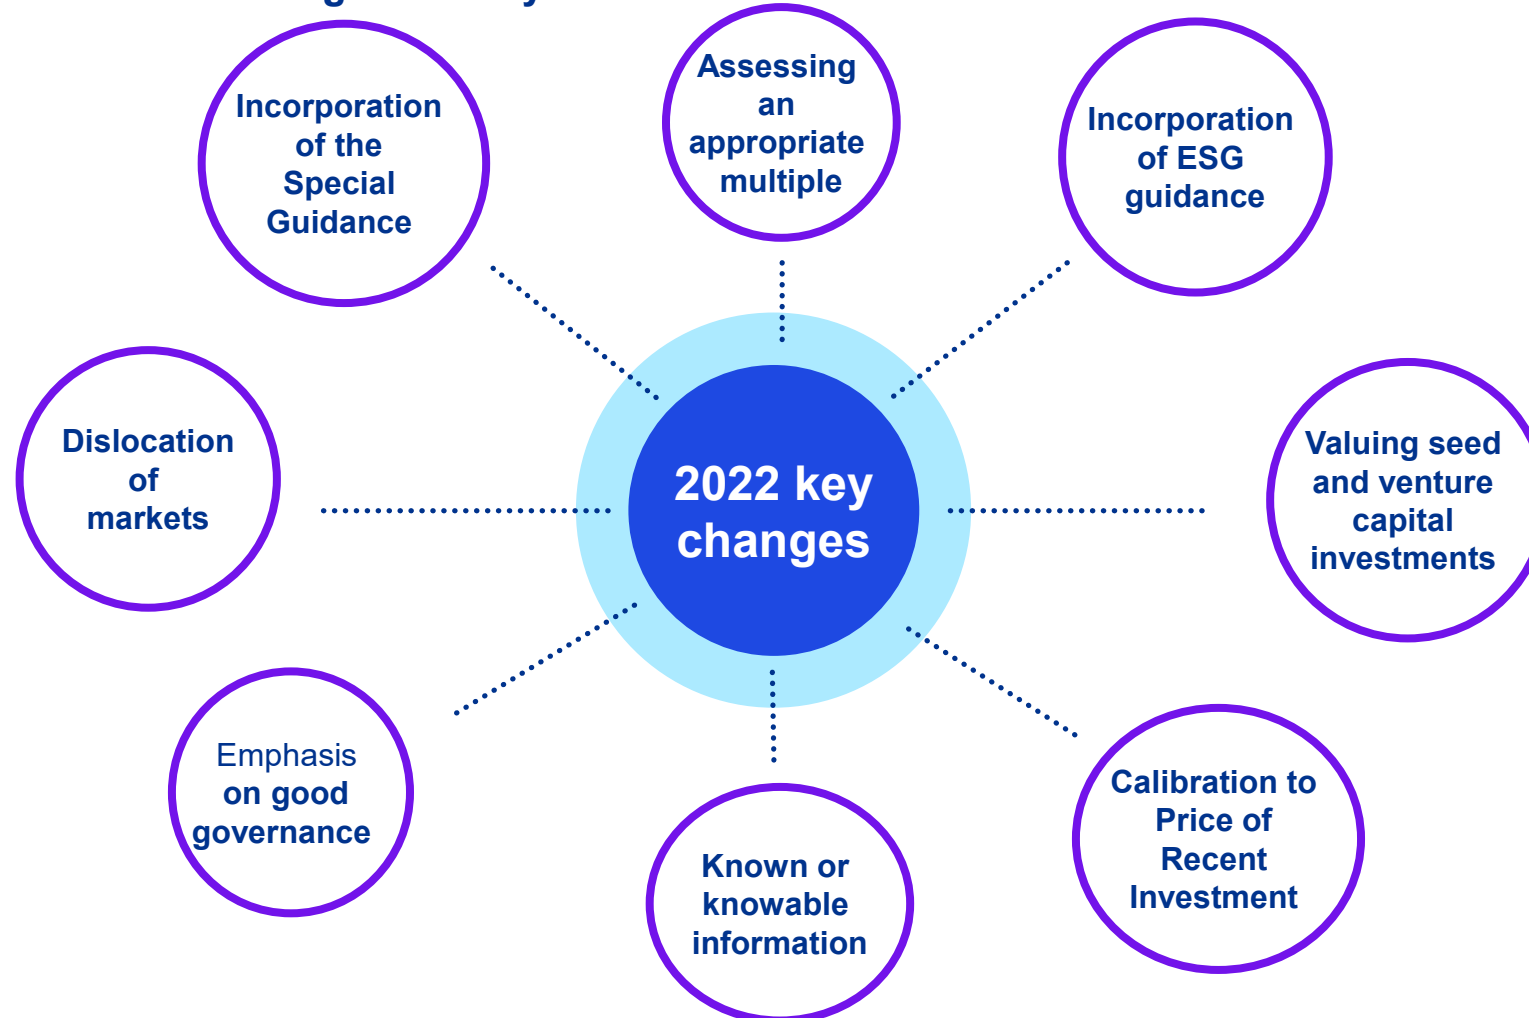 Assessing
an
appropriate
multiple
Incorporation
of the
Special
Guidance
Incorporation
of ESG
guidance
Dislocation
of
markets
2022 key
changes
Valuing seed
and venture
capital
investments
Emphasis
on good
governance
Known or
knowable
information
Calibration to
Price of
Recent
Investment